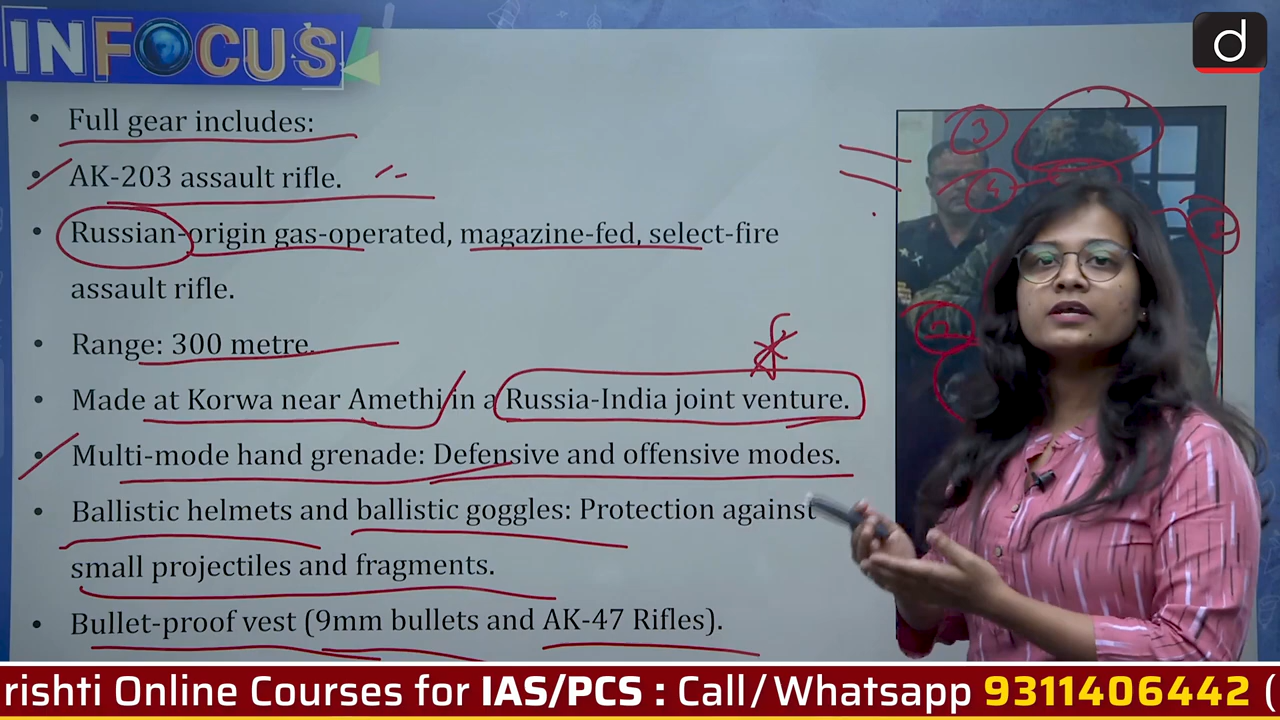 INFOCUS
d
• Full gear includes:
• AK-203 assault rifle.
• Russian-origin gas-operated, magazine-fed, select-fire
assault rifle.
• Range: 300 metre.
• Made at Korwa near Amethi in a Russia-India joint venture.
• Multi-mode hand grenade: Defensive and offensive modes.
• Ballistic helmets and ballistic goggles: Protection against
small projectiles and fragments.
• Bullet-proof vest (9mm bullets and AK-47 Rifles).
3
rishti Online Courses for IAS/PCS : Call/Whatsapp 9311406442 (